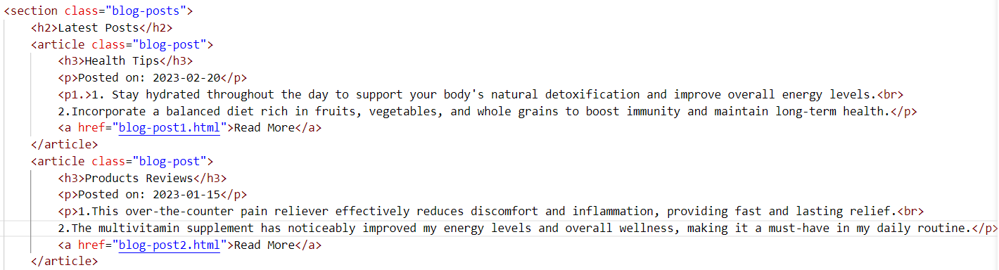 <section class="blog-posts">
<h2>Latest Posts</h2>
<article class="blog-post">
<h3>Health Tips</h3>
<p>Posted on: 2023-02-20</p>
<p1.>1. Stay hydrated throughout the day to support your body's natural detoxification and improve overall energy levels.<br>
2.Incorporate a balanced diet rich in fruits, vegetables, and whole grains to boost immunity and maintain long-term health.</p>
<a href="blog-post1.html">Read More</a>
</article>
<article class="blog-post">
<h3>Products Reviews</h3>
<p>Posted on: 2023-01-15</p>
<p>1.This over-the-counter pain reliever effectively reduces discomfort and inflammation, providing fast and lasting relief.<br>
2.The multivitamin supplement has noticeably improved my energy levels and overall wellness, making it a must-have in my daily routine.</p>
<a href="blog-post2.html">Read More</a>
</article>